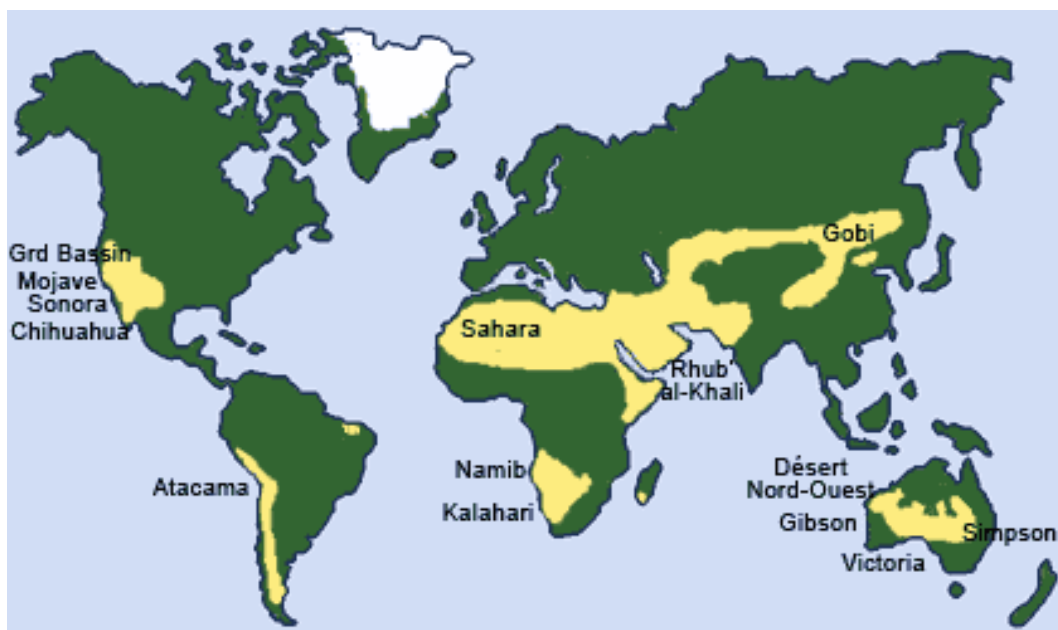 Grd Bassin
Mojave
Sonora
Chihuahua
Gobi
Sahara
Rhub'
al-Khali
Atacama
Namib
Kalahari
Désert
Nord-Ouest
Gibson
Simpson
Victoria